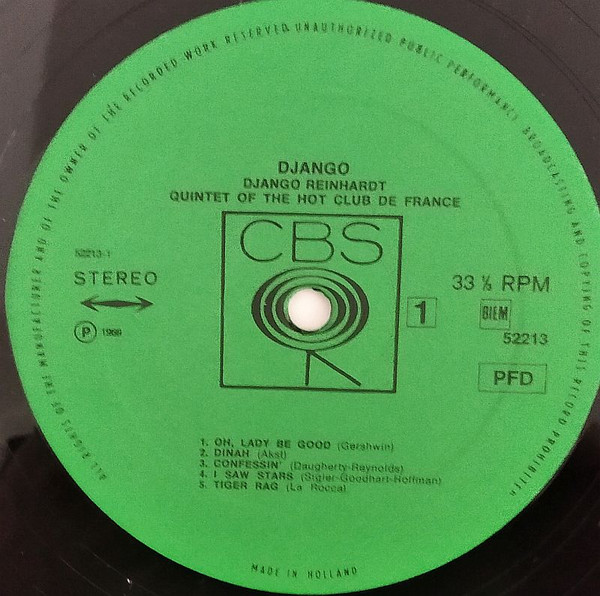 ALL RIGHTS OF THE MANUFACTURER AND OF THE OWNER OF THE RECORDED WORK RESERVED. UNAUTHORIZED PUBLIC PERFORMANCE BROADCASTING AND COPYING OF THIS RECORD PROHIBITED
DJANGO
DJANGO REINHARDT
QUINTET OF THE HOT CLUB DE FRANCE
CBS
52213-1
STEREO
33 ⅓ RPM
1
BIEM
P
52213
PFD
1. OH, LADY BE GOOD (Gershwin)
2. DINAH (Akst)
3. CONFESSIN' (Daugherty-Reynolds)
4. I SAW STARS (Sigler-Goodhart-Hoffman)
5. TIGER RAG (La Rocca)
MADE IN HOLLAND